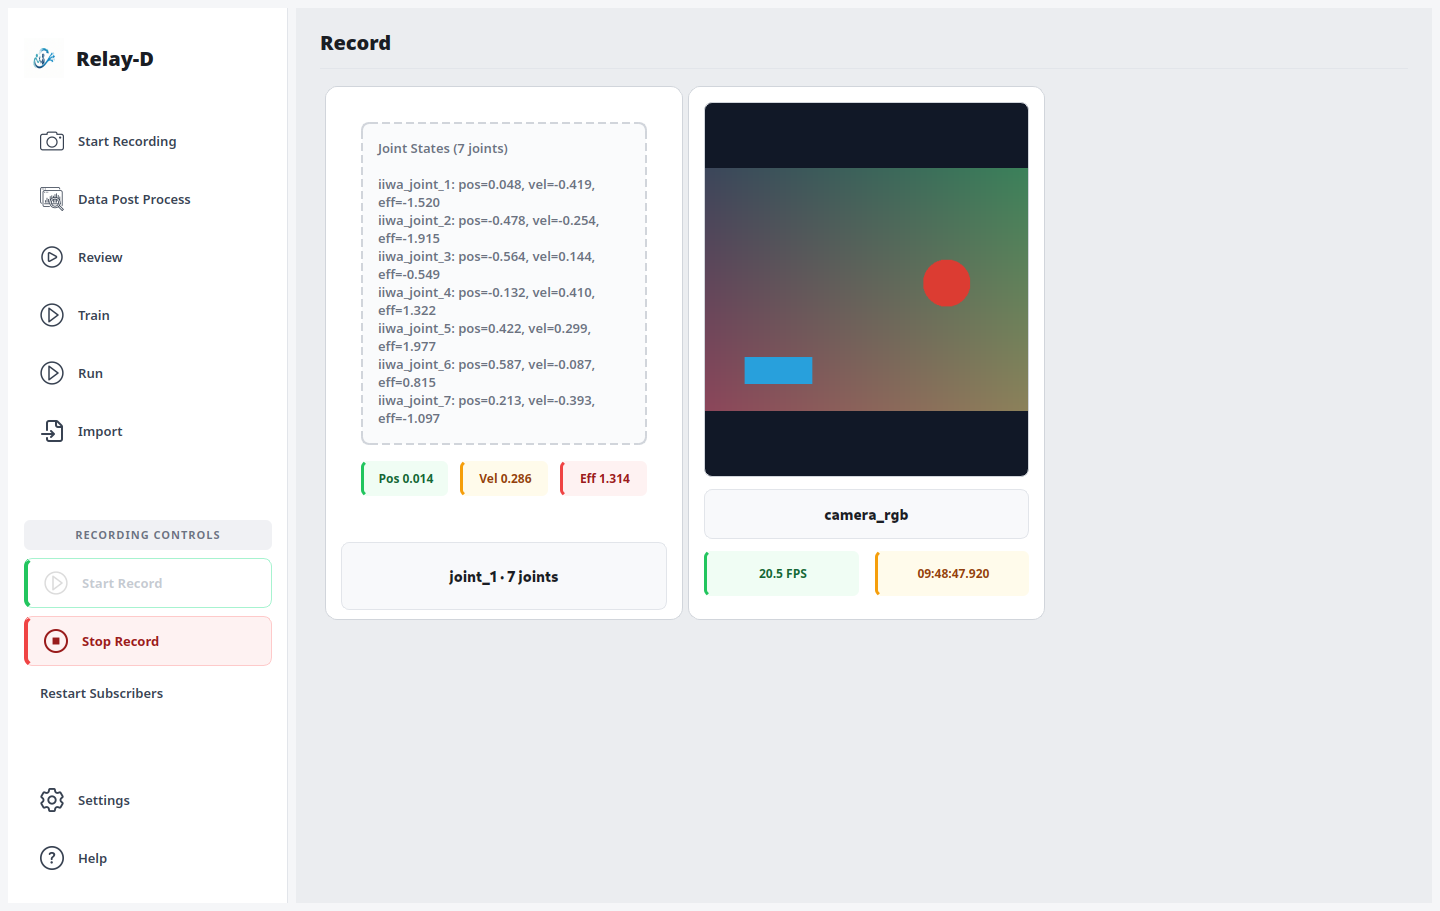 Relay-D
Start Recording
Data Post Process
Review
Train
Run
Import
RECORDING CONTROLS
Start Record
Stop Record
Restart Subscribers
Settings
Help
Record
Joint States (7 joints)
iiwa_joint_1: pos=0.048, vel=-0.419,
eff=-1.520
iiwa_joint_2: pos=-0.478, vel=-0.254,
eff=-1.915
iiwa_joint_3: pos=-0.564, vel=0.144,
eff=-0.549
iiwa_joint_4: pos=-0.132, vel=0.410,
eff=1.322
iiwa_joint_5: pos=0.422, vel=0.299,
eff=1.977
iiwa_joint_6: pos=0.587, vel=-0.087,
eff=0.815
iiwa_joint_7: pos=0.213, vel=-0.393,
eff=-1.097
Pos 0.014
Vel 0.286
Eff 1.314
joint_1 · 7 joints
camera_rgb
20.5 FPS
09:48:47.920